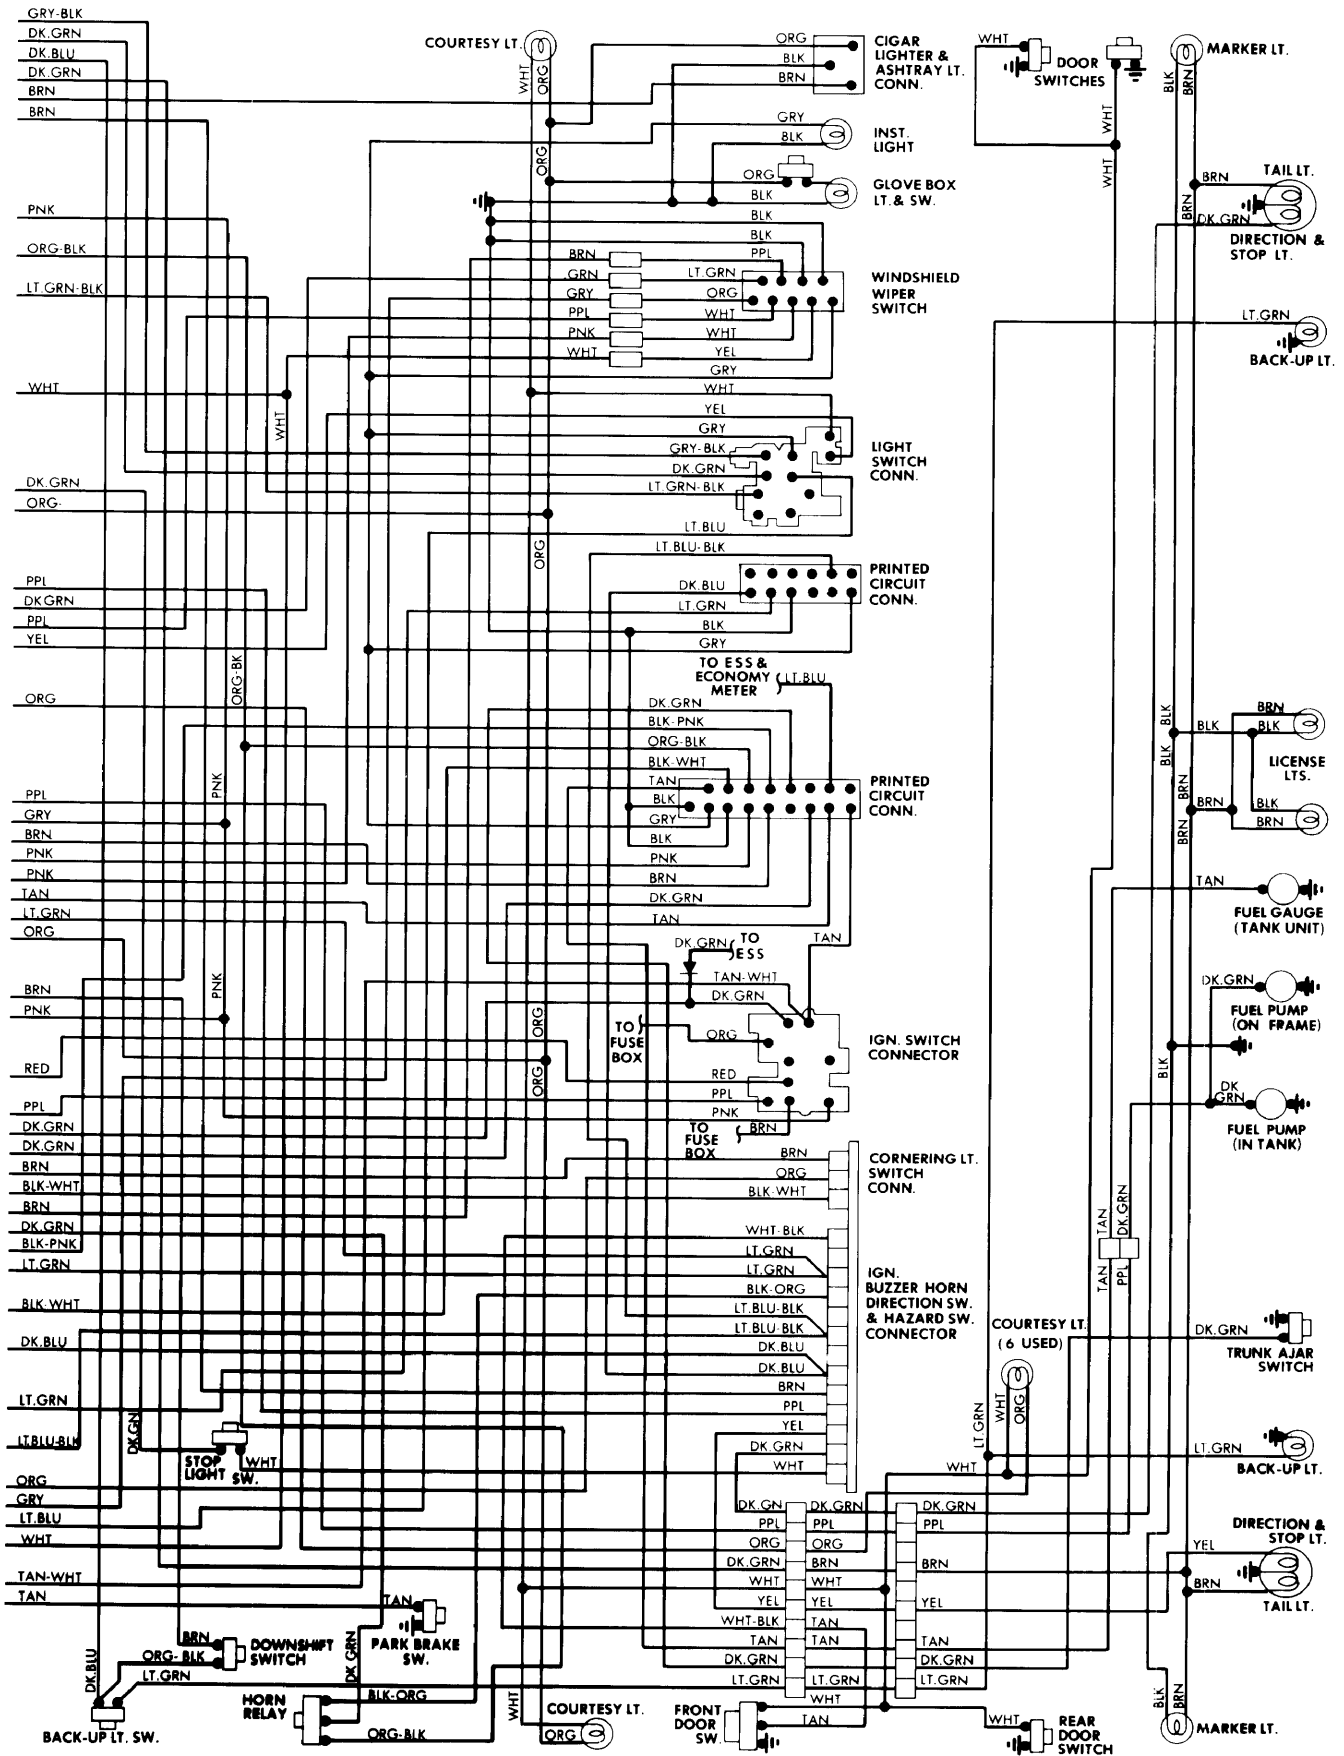 GRY-BLK
DK.GRN
DK.BLU
DK.GRN
BRN
BRN
PNK
ORG-BLK
LT.GRN-BLK
WHT
WHT
DK.GRN
ORG-
PPL
DKGRN
PPL
YEL
ORG-BK
ORG
PNK
PPL
GRY
BRN
PNK
PNK
TAN
LT.GRN
ORG
PNK
BRN
PNK
RED
PPL
DK.GRN
DK.GRN
BRN
BLK-WHT
BRN
DK.GRN
BLK-PNK
LT.GRN
BLK-WHT
DK.BLU
LT.GRN
LT.BLU-BLK
DK.GN
STOP
LIGHT SW.
WHT
ORG
GRY
LT.BLU
WHT
TAN-WHT
TAN
TAN
PARK BRAKE
SW.
BRN
DOWNSHIFT
SWITCH
ORG-BLK
DK.BLU
LT.GRN
BACK-UP LT. SW.
HORN
RELAY
DK.GRN
BLK-ORG
ORG-BLK
COURTESY LT.
WHT
ORG
ORG
ORG
BLK
BRN
CIGAR
LIGHTER &
ASHTRAY LT.
CONN.
GRY
BLK
INST.
LIGHT
ORG
BLK
GLOVE BOX
LT. & SW.
BLK
BLK
BRN
PPL
GRN
LT.GRN
GRY
ORG
PPL
WHT
PNK
WHT
WHT
YEL
WINDSHIELD
WIPER
SWITCH
GRY
WHT
YEL
GRY
GRY-BLK
DK.GRN
LT.GRN-BLK
LT.BLU
LIGHT
SWITCH
CONN.
ORG
LT.BLU-BLK
DK.BLU
LT.GRN
BLK
GRY
PRINTED
CIRCUIT
CONN.
TO ESS &
ECONOMY
METER
LT.BLU
DK.GRN
BLK-PNK
ORG-BLK
BLK-WHT
TAN
BLK
GRY
BLK
PNK
BRN
DK.GRN
TAN
PRINTED
CIRCUIT
CONN.
DK.GRN
TO
ESS
TAN
TAN-WHT
DK.GRN
ORG
TO
FUSE
BOX
ORG
ORG
RED
PPL
PNK
TO
FUSE
BOX
BRN
IGN. SWITCH
CONNECTOR
BRN
ORG
BLK-WHT
CORNERING LT.
SWITCH
CONN.
WHT-BLK
LT.GRN
LT.GRN
BLK-ORG
LT.BLU-BLK
LT.BLU-BLK
DK.BLU
DK.BLU
BRN
PPL
YEL
DK.GRN
WHT
IGN.
BUZZER HORN
DIRECTION SW.
& HAZARD SW.
CONNECTOR
DK.GN
DK.GRN
DK.GRN
PPL
PPL
PPL
ORG
ORG
DK.GRN
BRN
BRN
WHT
WHT
YEL
YEL
YEL
WHT-BLK
TAN
TAN
TAN
TAN
DK.GRN
DK.GRN
LT.GRN
LT.GRN
LT.GRN
WHT
COURTESY LT.
ORG
FRONT
DOOR
SW.
WHT
TAN
WHT
REAR
DOOR
SWITCH
WHT
DOOR
SWITCHES
WHT
WHT
BLK
BRN
MARKER LT.
BRN
BRN
TAIL LT.
DK.GRN
DIRECTION &
STOP LT.
LT.GRN
BACK-UP LT.
BLK
BLK
BLK
BRN
BLK
LICENSE
LTS.
BRN
BRN
BRN
BLK
BRN
TAN
FUEL GAUGE
(TANK UNIT)
DK.GRN
FUEL PUMP
(ON FRAME)
BLK
DK
GRN
FUEL PUMP
(IN TANK)
TAN
DK.GRN
TAN
PPL
COURTESY LT.
(6 USED)
WHT
ORG
LT.GRN
WHT
DK.GRN
TRUNK AJAR
SWITCH
LT.GRN
BACK-UP LT.
DIRECTION &
STOP LT.
YEL
BRN
TAIL LT.
BLK
BRN
MARKER LT.